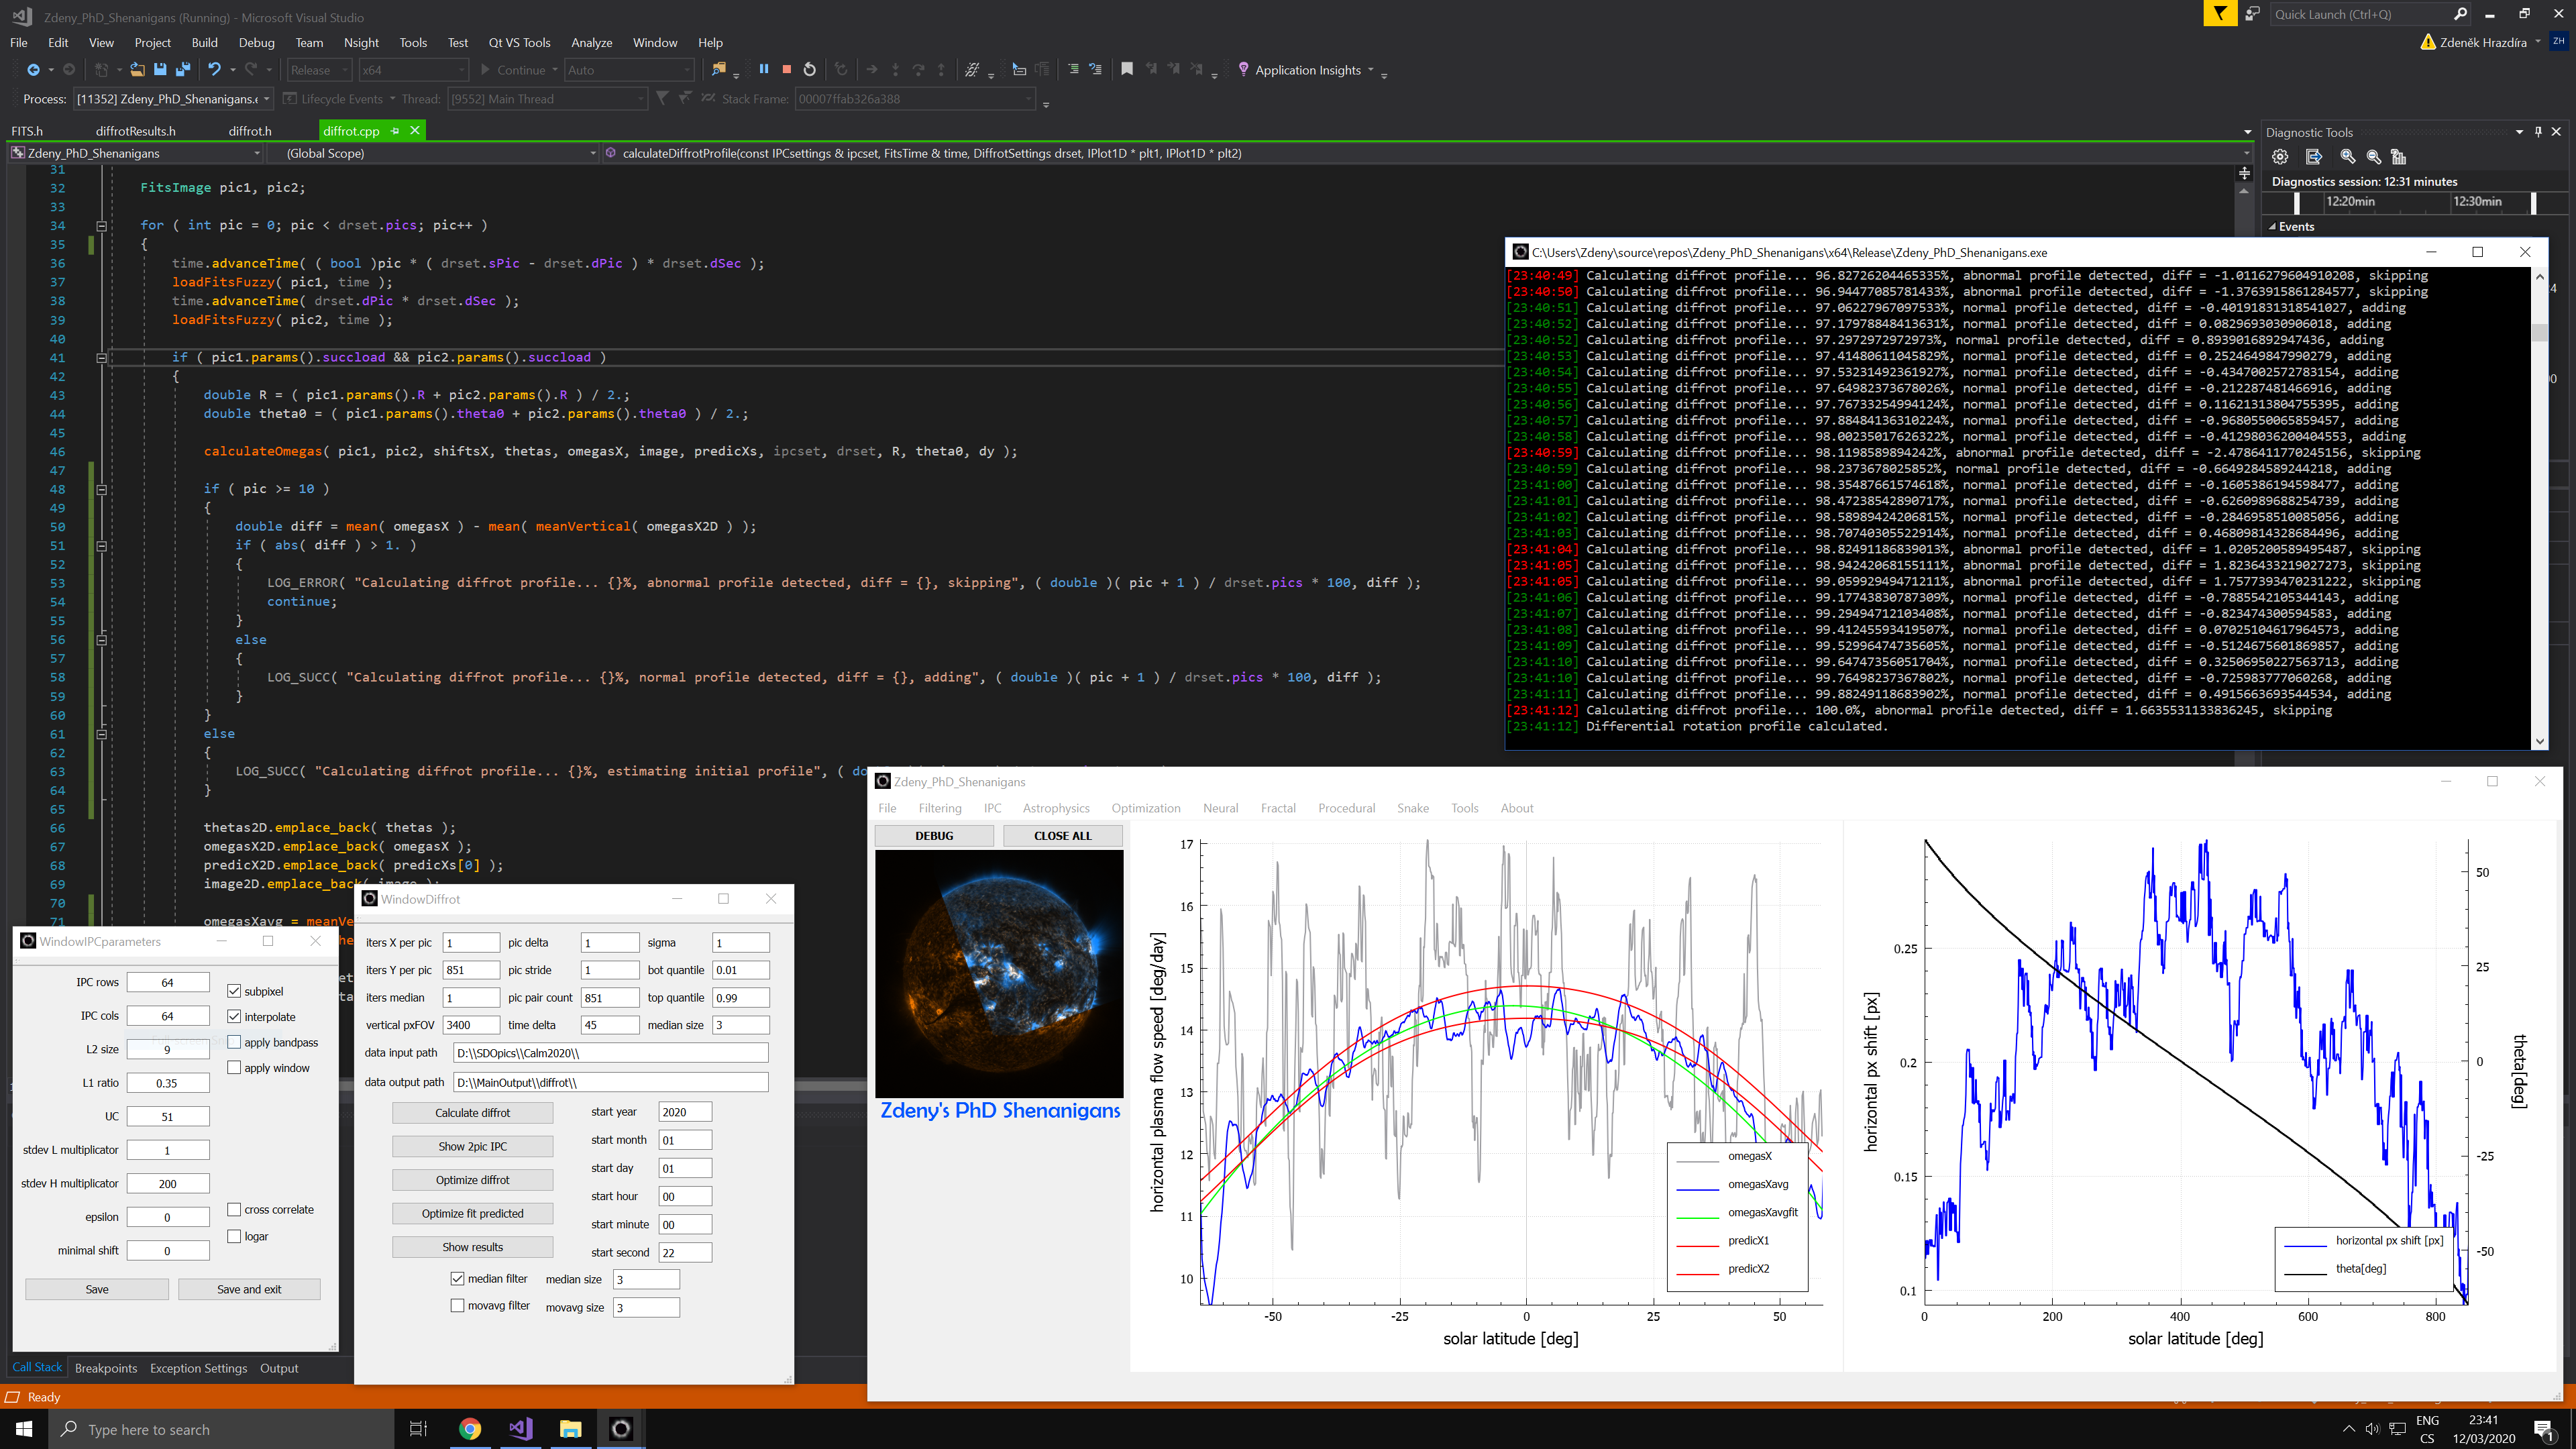 Zdeny_PhD_Shenanigans (Running) - Microsoft Visual Studio
Quick Launch (Ctrl+Q)
File Edit View Project Build Debug Team Nsight Tools Test Qt VS Tools Analyze Window Help
Zdeněk Hrazdíra ZH
Release x64 Continue Auto Application Insights
Process: [11352] Zdeny_PhD_Shenanigans.e Lifecycle Events Thread: [9552] Main Thread Stack Frame: 00007ffab326a388
FITS.h diffrotResults.h diffrot.h diffrot.cpp
Zdeny_PhD_Shenanigans (Global Scope) calculateDiffrotProfile(const IPCsettings & ipcset, FitsTime & time, DiffrotSettings drset, IPlot1D * plt1, IPlot1D * plt2)
31
32 FitsImage pic1, pic2;
33
34 for ( int pic = 0; pic < drset.pics; pic++ )
35 {
36 time.advanceTime( ( bool )pic * ( drset.sPic - drset.dPic ) * drset.dSec );
37 loadFitsFuzzy( pic1, time );
38 time.advanceTime( drset.dPic * drset.dSec );
39 loadFitsFuzzy( pic2, time );
40
41 if ( pic1.params().succload && pic2.params().succload )
42 {
43 double R = ( pic1.params().R + pic2.params().R ) / 2.;
44 double theta0 = ( pic1.params().theta0 + pic2.params().theta0 ) / 2.;
45
46 calculateOmegas( pic1, pic2, shiftsX, thetas, omegasX, image, predicXs, ipcset, drset, R, theta0, dy );
47
48 if ( pic >= 10 )
49 {
50 double diff = mean( omegasX ) - mean( meanVertical( omegasX2D ) );
51 if ( abs( diff ) > 1. )
52 {
53 LOG_ERROR( "Calculating diffrot profile... {}%, abnormal profile detected, diff = {}, skipping", ( double )( pic + 1 ) / drset.pics * 100, diff );
54 continue;
55 }
56 else
57 {
58 LOG_SUCC( "Calculating diffrot profile... {}%, normal profile detected, diff = {}, adding", ( double )( pic + 1 ) / drset.pics * 100, diff );
59 }
60 }
61 else
62 {
63 LOG_SUCC( "Calculating diffrot profile... {}%, estimating initial profile", ( do
64 }
65
66 thetas2D.emplace_back( thetas );
67 omegasX2D.emplace_back( omegasX );
68 predicX2D.emplace_back( predicXs[0] );
69 image2D.emplace_back( image );
70
71 omegasXavg = meanVe
Diagnostic Tools
Diagnostics session: 12:31 minutes
12:20min 12:30min
Events
C:\Users\Zdeny\source\repos\Zdeny_PhD_Shenanigans\x64\Release\Zdeny_PhD_Shenanigans.exe
[23:40:49] Calculating diffrot profile... 96.82726204465335%, abnormal profile detected, diff = -1.0116279604910208, skipping
[23:40:50] Calculating diffrot profile... 96.94477085781433%, abnormal profile detected, diff = -1.3763915861284577, skipping
[23:40:51] Calculating diffrot profile... 97.06227967097533%, normal profile detected, diff = -0.40191831318541027, adding
[23:40:52] Calculating diffrot profile... 97.17978848413631%, normal profile detected, diff = 0.0829693030906018, adding
[23:40:52] Calculating diffrot profile... 97.2972972972973%, normal profile detected, diff = 0.8939016892947436, adding
[23:40:53] Calculating diffrot profile... 97.41480611045829%, normal profile detected, diff = 0.2524649847990279, adding
[23:40:54] Calculating diffrot profile... 97.53231492361927%, normal profile detected, diff = -0.4347002572783154, adding
[23:40:55] Calculating diffrot profile... 97.64982373678026%, normal profile detected, diff = -0.212287481466916, adding
[23:40:56] Calculating diffrot profile... 97.76733254994124%, normal profile detected, diff = 0.11621313804755395, adding
[23:40:57] Calculating diffrot profile... 97.88484136310224%, normal profile detected, diff = -0.9680550065859457, adding
[23:40:58] Calculating diffrot profile... 98.00235017626322%, normal profile detected, diff = -0.41298036200404553, adding
[23:40:59] Calculating diffrot profile... 98.1198589894242%, abnormal profile detected, diff = -2.4786411770245156, skipping
[23:40:59] Calculating diffrot profile... 98.2373678025852%, normal profile detected, diff = -0.6649284589244218, adding
[23:41:00] Calculating diffrot profile... 98.35487661574618%, normal profile detected, diff = -0.1605386194598477, adding
[23:41:01] Calculating diffrot profile... 98.47238542890717%, normal profile detected, diff = -0.6260989688254739, adding
[23:41:02] Calculating diffrot profile... 98.58989424206815%, normal profile detected, diff = -0.2846958510085056, adding
[23:41:03] Calculating diffrot profile... 98.70740305522914%, normal profile detected, diff = 0.46809814328684496, adding
[23:41:04] Calculating diffrot profile... 98.82491186839013%, abnormal profile detected, diff = 1.0205200589495487, skipping
[23:41:05] Calculating diffrot profile... 98.94242068155111%, abnormal profile detected, diff = 1.8236433219027273, skipping
[23:41:05] Calculating diffrot profile... 99.05992949471211%, abnormal profile detected, diff = 1.7577393470231222, skipping
[23:41:06] Calculating diffrot profile... 99.17743830787309%, normal profile detected, diff = -0.7885542105344143, adding
[23:41:07] Calculating diffrot profile... 99.29494712103408%, normal profile detected, diff = -0.823474300594583, adding
[23:41:08] Calculating diffrot profile... 99.41245593419507%, normal profile detected, diff = 0.07025104617964573, adding
[23:41:09] Calculating diffrot profile... 99.52996474735605%, normal profile detected, diff = -0.5124675601869857, adding
[23:41:10] Calculating diffrot profile... 99.64747356051704%, normal profile detected, diff = 0.32506950227563713, adding
[23:41:10] Calculating diffrot profile... 99.76498237367802%, normal profile detected, diff = -0.725983777060268, adding
[23:41:11] Calculating diffrot profile... 99.88249118683902%, normal profile detected, diff = 0.4915663693544534, adding
[23:41:12] Calculating diffrot profile... 100.0%, abnormal profile detected, diff = 1.6635531133836245, skipping
[23:41:12] Differential rotation profile calculated.
Zdeny_PhD_Shenanigans
File Filtering IPC Astrophysics Optimization Neural Fractal Procedural Snake Tools About
DEBUG CLOSE ALL
Zdeny's PhD Shenanigans
horizontal plasma flow speed [deg/day]
17
16
15
14
13
12
11
10
-50 -25 0 25 50
solar latitude [deg]
omegasX
omegasXavg
omegasXavgfit
predicX1
predicX2
horizontal px shift [px]
0.25
0.2
0.15
0.1
0 200 400 600 800
solar latitude [deg]
50
25
0
-25
-50
theta[deg]
horizontal px shift [px]
theta[deg]
WindowDiffrot
iters X per pic 1 pic delta 1 sigma 1
iters Y per pic 851 pic stride 1 bot quantile 0.01
iters median 1 pic pair count 851 top quantile 0.99
vertical pxFOV 3400 time delta 45 median size 3
data input path D:\\SDOpics\\Calm2020\\
data output path D:\\MainOutput\\diffrot\\
Calculate diffrot start year 2020
Show 2pic IPC start month 01
Optimize diffrot start day 01
Optimize fit predicted start hour 00
Show results start minute 00
start second 22
median filter median size 3
movavg filter movavg size 3
WindowIPCparameters
IPC rows 64 subpixel
IPC cols 64 interpolate
L2 size 9 apply bandpass
L1 ratio 0.35 apply window
UC 51
stdev L multiplicator 1
stdev H multiplicator 200
epsilon 0 cross correlate
minimal shift 0 logar
Save Save and exit
Call Stack Breakpoints Exception Settings Output
Ready
Type here to search
ENG
CS
23:41
12/03/2020
1